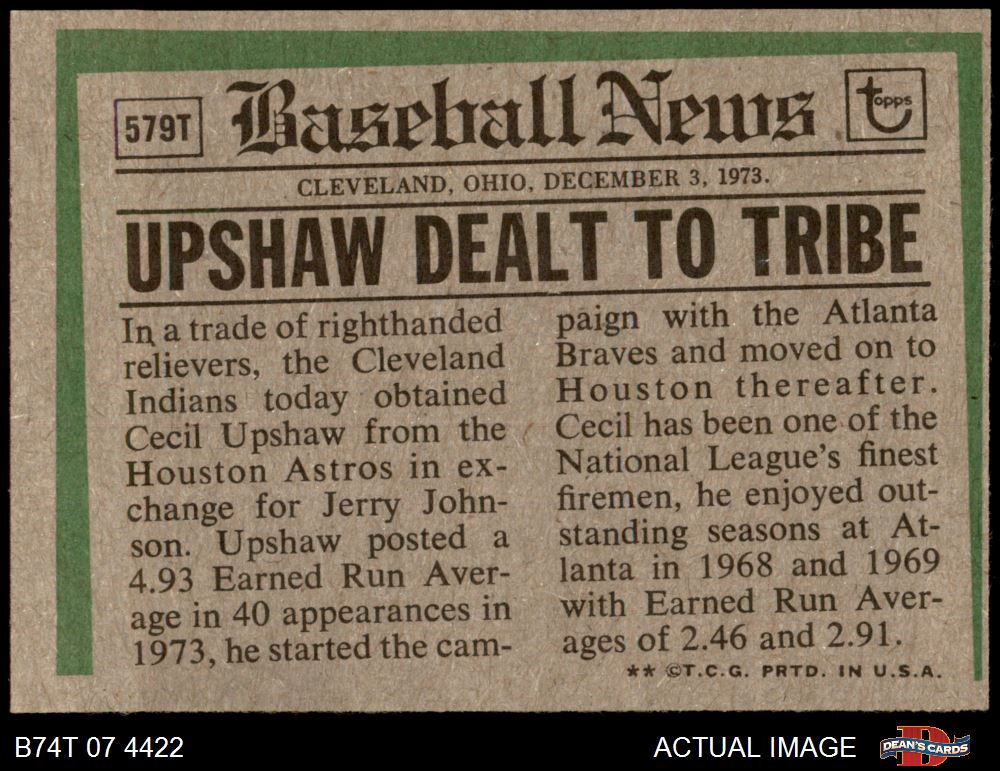 579T
Baseball News
topps
CLEVELAND, OHIO, DECEMBER 3, 1973.
UPSHAW DEALT TO TRIBE
In a trade of righthanded
relievers, the Cleveland
Indians today obtained
Cecil Upshaw from the
Houston Astros in ex-
change for Jerry John-
son. Upshaw posted a
4.93 Earned Run Aver-
age in 40 appearances in
1973, he started the cam-
paign with the Atlanta
Braves and moved on to
Houston thereafter.
Cecil has been one of the
National League's finest
firemen, he enjoyed out-
standing seasons at At-
lanta in 1968 and 1969
with Earned Run Aver-
ages of 2.46 and 2.91.
** ©T.C.G. PRTD. IN U.S.A.
B74T 07 4422
ACTUAL IMAGE
DEAN'S CARDS